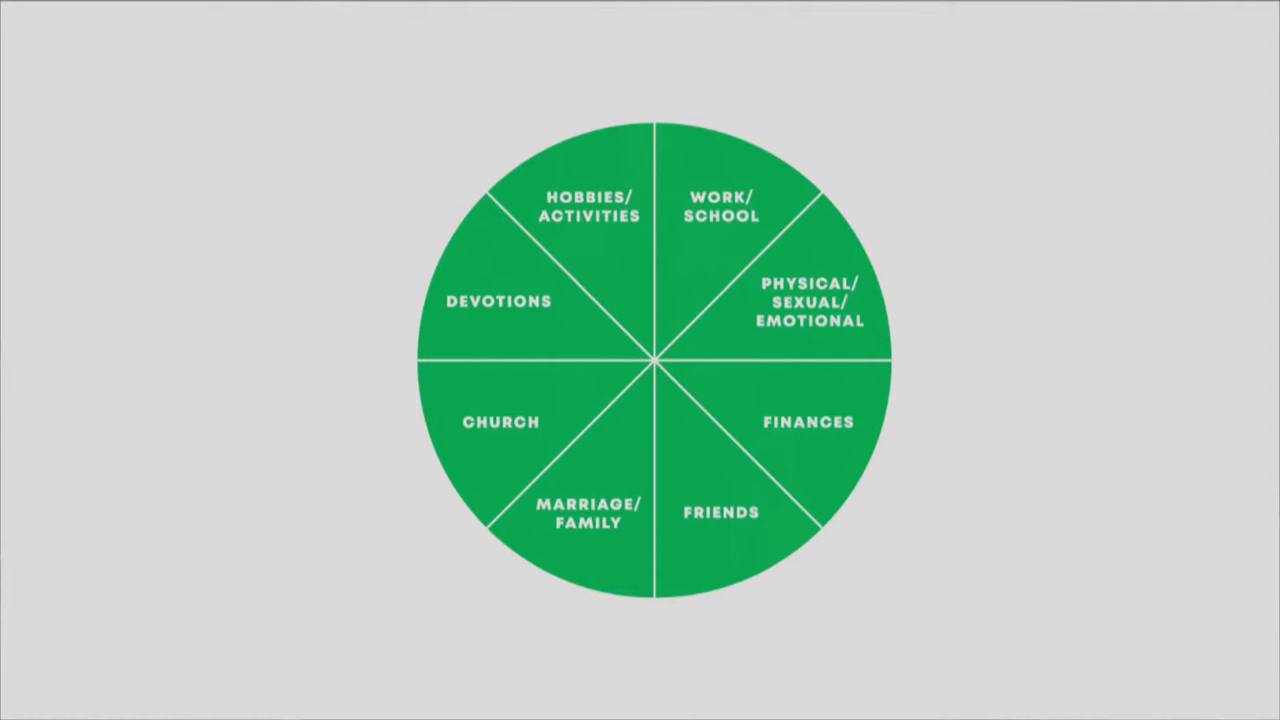 HOBBIES/
ACTIVITIES
WORK/
SCHOOL
PHYSICAL/
SEXUAL/
EMOTIONAL
DEVOTIONS
CHURCH
FINANCES
MARRIAGE/
FAMILY
FRIENDS